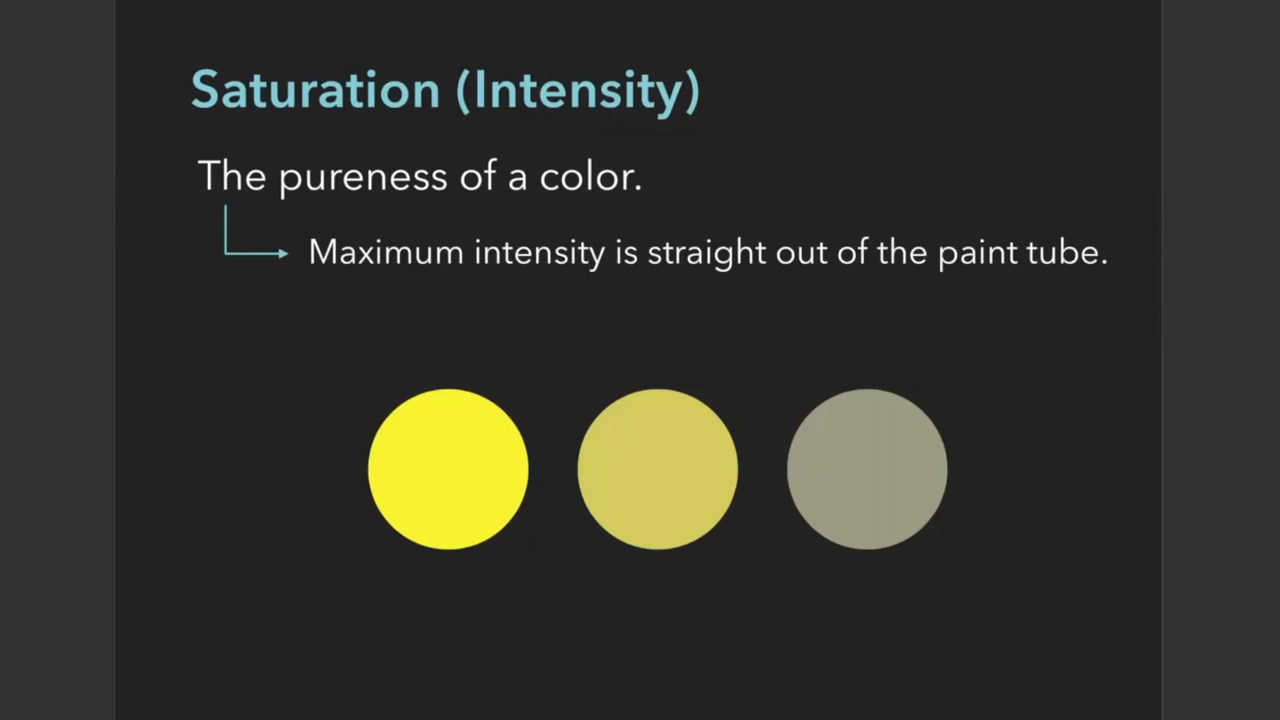 Saturation (Intensity)
The pureness of a color.
Maximum intensity is straight out of the paint tube.